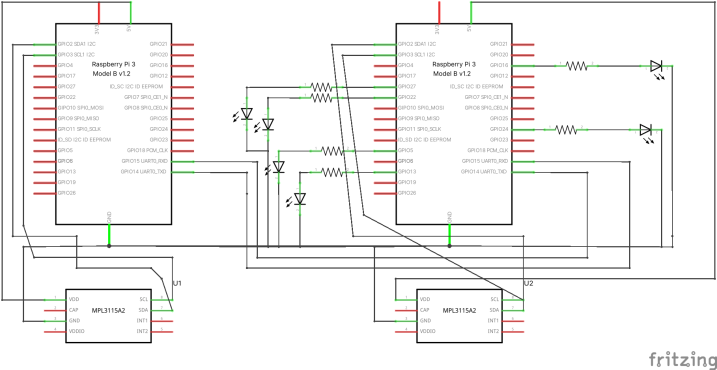 3V3
5V
3V3
5V
GPIO2 SDA1 I2C
GPIO3 SCL1 I2C
GPIO4
GPIO17
GPIO27
GPIO22
GPIO10 SPI0_MOSI
GPIO9 SPI0_MISO
GPIO11 SPI0_SCLK
ID_SC I2C ID EEPROM
GPIO5
GPIO6
GPIO13
GPIO19
GPIO26
Raspberry Pi 3
Model B v1.2
GPIO21
GPIO20
GPIO16
GPIO12
ID_SC I2C ID EEPROM
GPIO7 SPI0_CE1_N
GPIO8 SPI0_CE0_N
GPIO25
GPIO24
GPIO23
GPIO18 PCM_CLK
GPIO15 UART0_RXD
GPIO14 UART0_TXD
GND
GPIO2 SDA1 I2C
GPIO3 SCL1 I2C
GPIO4
GPIO17
GPIO27
GPIO22
GPIO10 SPI0_MOSI
GPIO9 SPI0_MISO
GPIO11 SPI0_SCLK
ID_SC I2C ID EEPROM
GPIO5
GPIO6
GPIO13
GPIO19
GPIO26
Raspberry Pi 3
Model B v1.2
GPIO21
GPIO20
GPIO16
GPIO12
ID_SC I2C ID EEPROM
GPIO7 SPI0_CE1_N
GPIO8 SPI0_CE0_N
GPIO25
GPIO24
GPIO23
GPIO18 PCM_CLK
GPIO15 UART0_RXD
GPIO14 UART0_TXD
GND
U1
VDD
CAP
GND
VDDIO
MPL3115A2
SCL
SDA
INT1
INT2
U2
VDD
CAP
GND
VDDIO
MPL3115A2
SCL
SDA
INT1
INT2
fritzing